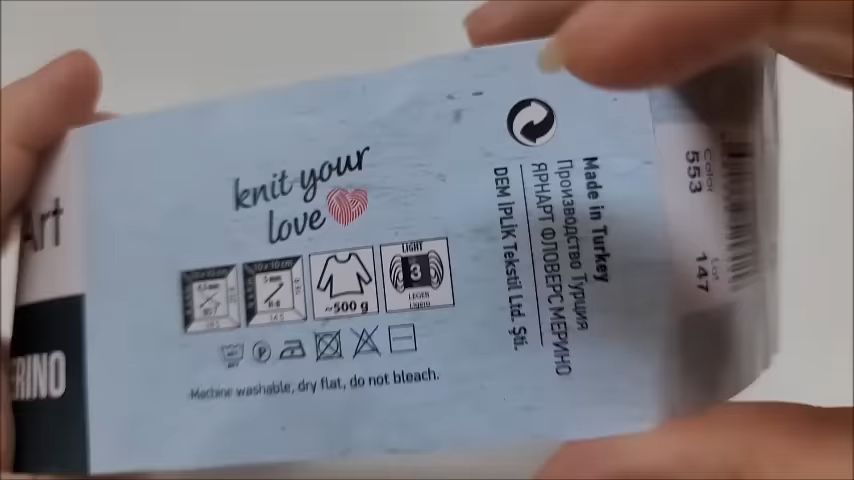 Art
RINO
knit your
love
~500 g
LIGHT
3
LEGER
Machine washable, dry flat, do not bleach.
Made in Turkey
Производство Турция
ЯРНАРТ ФЛОВЕРС МЕРИНО
DEM İPLİK Tekstil Ltd. Şti.
Color
553
Lot
147